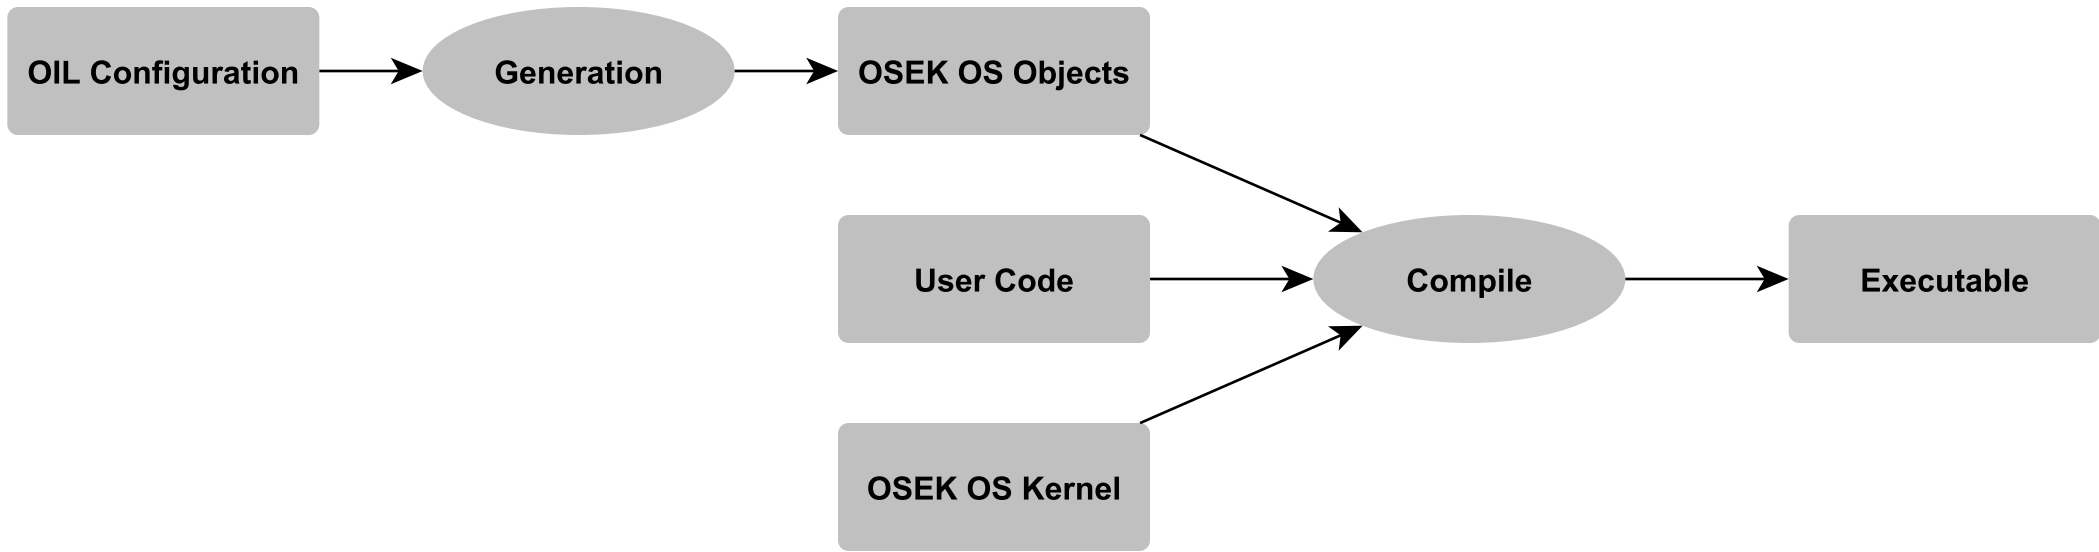 OIL Configuration
Generation
OSEK OS Objects
User Code
Compile
Executable
OSEK OS Kernel